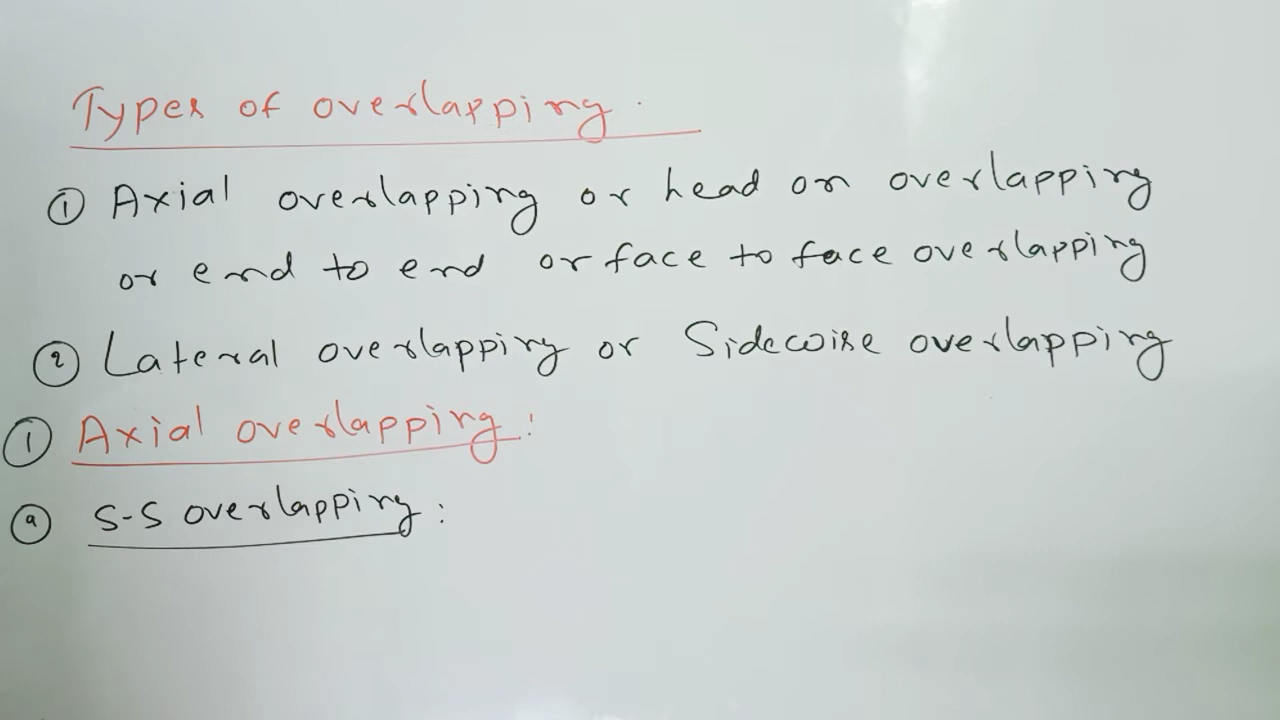 Types of overlapping.
① Axial overlapping or head on overlapping
or end to end or face to face overlapping
② Lateral overlapping or Sidewise overlapping
① Axial overlapping:
ⓐ S-S overlapping: